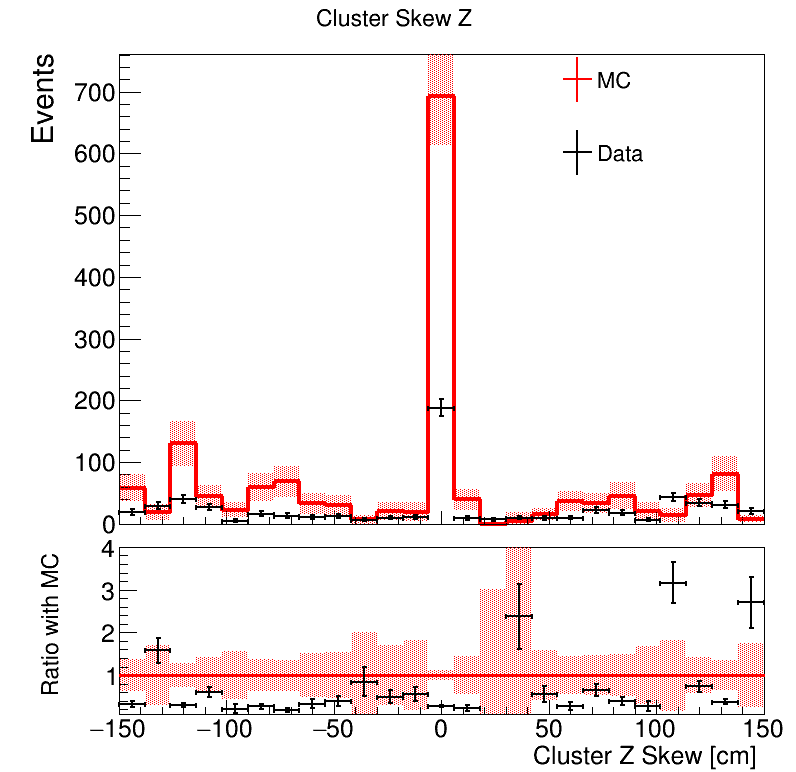 Cluster Skew Z
Events
700
600
500
400
300
200
100
0
MC
Data
Ratio with MC
4
3
2
1
−150 −100 −50 0 50 100 150
Cluster Z Skew [cm]